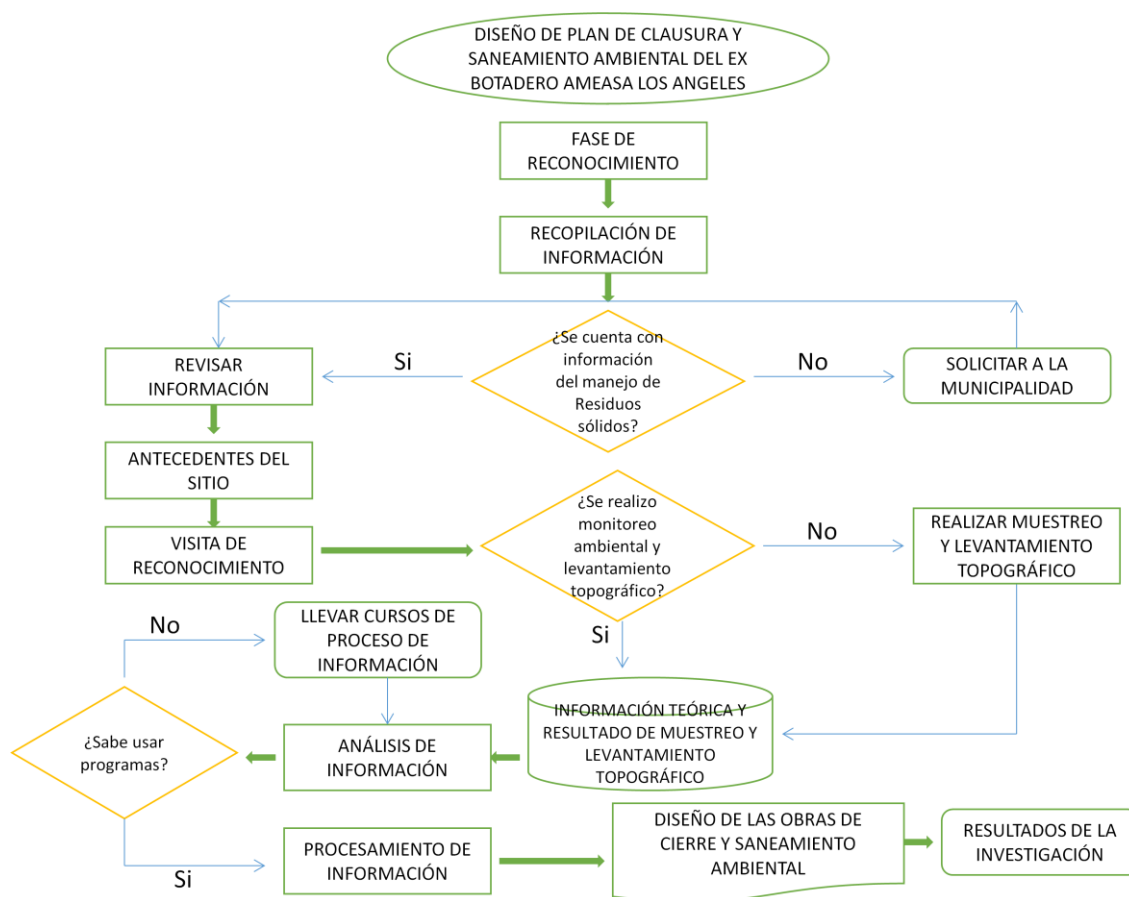 DISEÑO DE PLAN DE CLAUSURA Y
SANEAMIENTO AMBIENTAL DEL EX
BOTADERO AMEASA LOS ANGELES
FASE DE
RECONOCIMIENTO
RECOPILACIÓN DE
INFORMACIÓN
¿Se cuenta con
información
del manejo de
Residuos
sólidos?
Si
No
REVISAR
INFORMACIÓN
SOLICITAR A LA
MUNICIPALIDAD
ANTECEDENTES DEL
SITIO
VISITA DE
RECONOCIMIENTO
¿Se realizo
monitoreo
ambiental y
levantamiento
topográfico?
No
REALIZAR MUESTREO
Y LEVANTAMIENTO
TOPOGRÁFICO
Si
INFORMACIÓN TEÓRICA Y
RESULTADO DE MUESTREO Y
LEVANTAMIENTO
TOPOGRÁFICO
ANÁLISIS DE
INFORMACIÓN
¿Sabe usar
programas?
No
LLEVAR CURSOS DE
PROCESO DE
INFORMACIÓN
Si
PROCESAMIENTO DE
INFORMACIÓN
DISEÑO DE LAS OBRAS DE
CIERRE Y SANEAMIENTO
AMBIENTAL
RESULTADOS DE LA
INVESTIGACIÓN